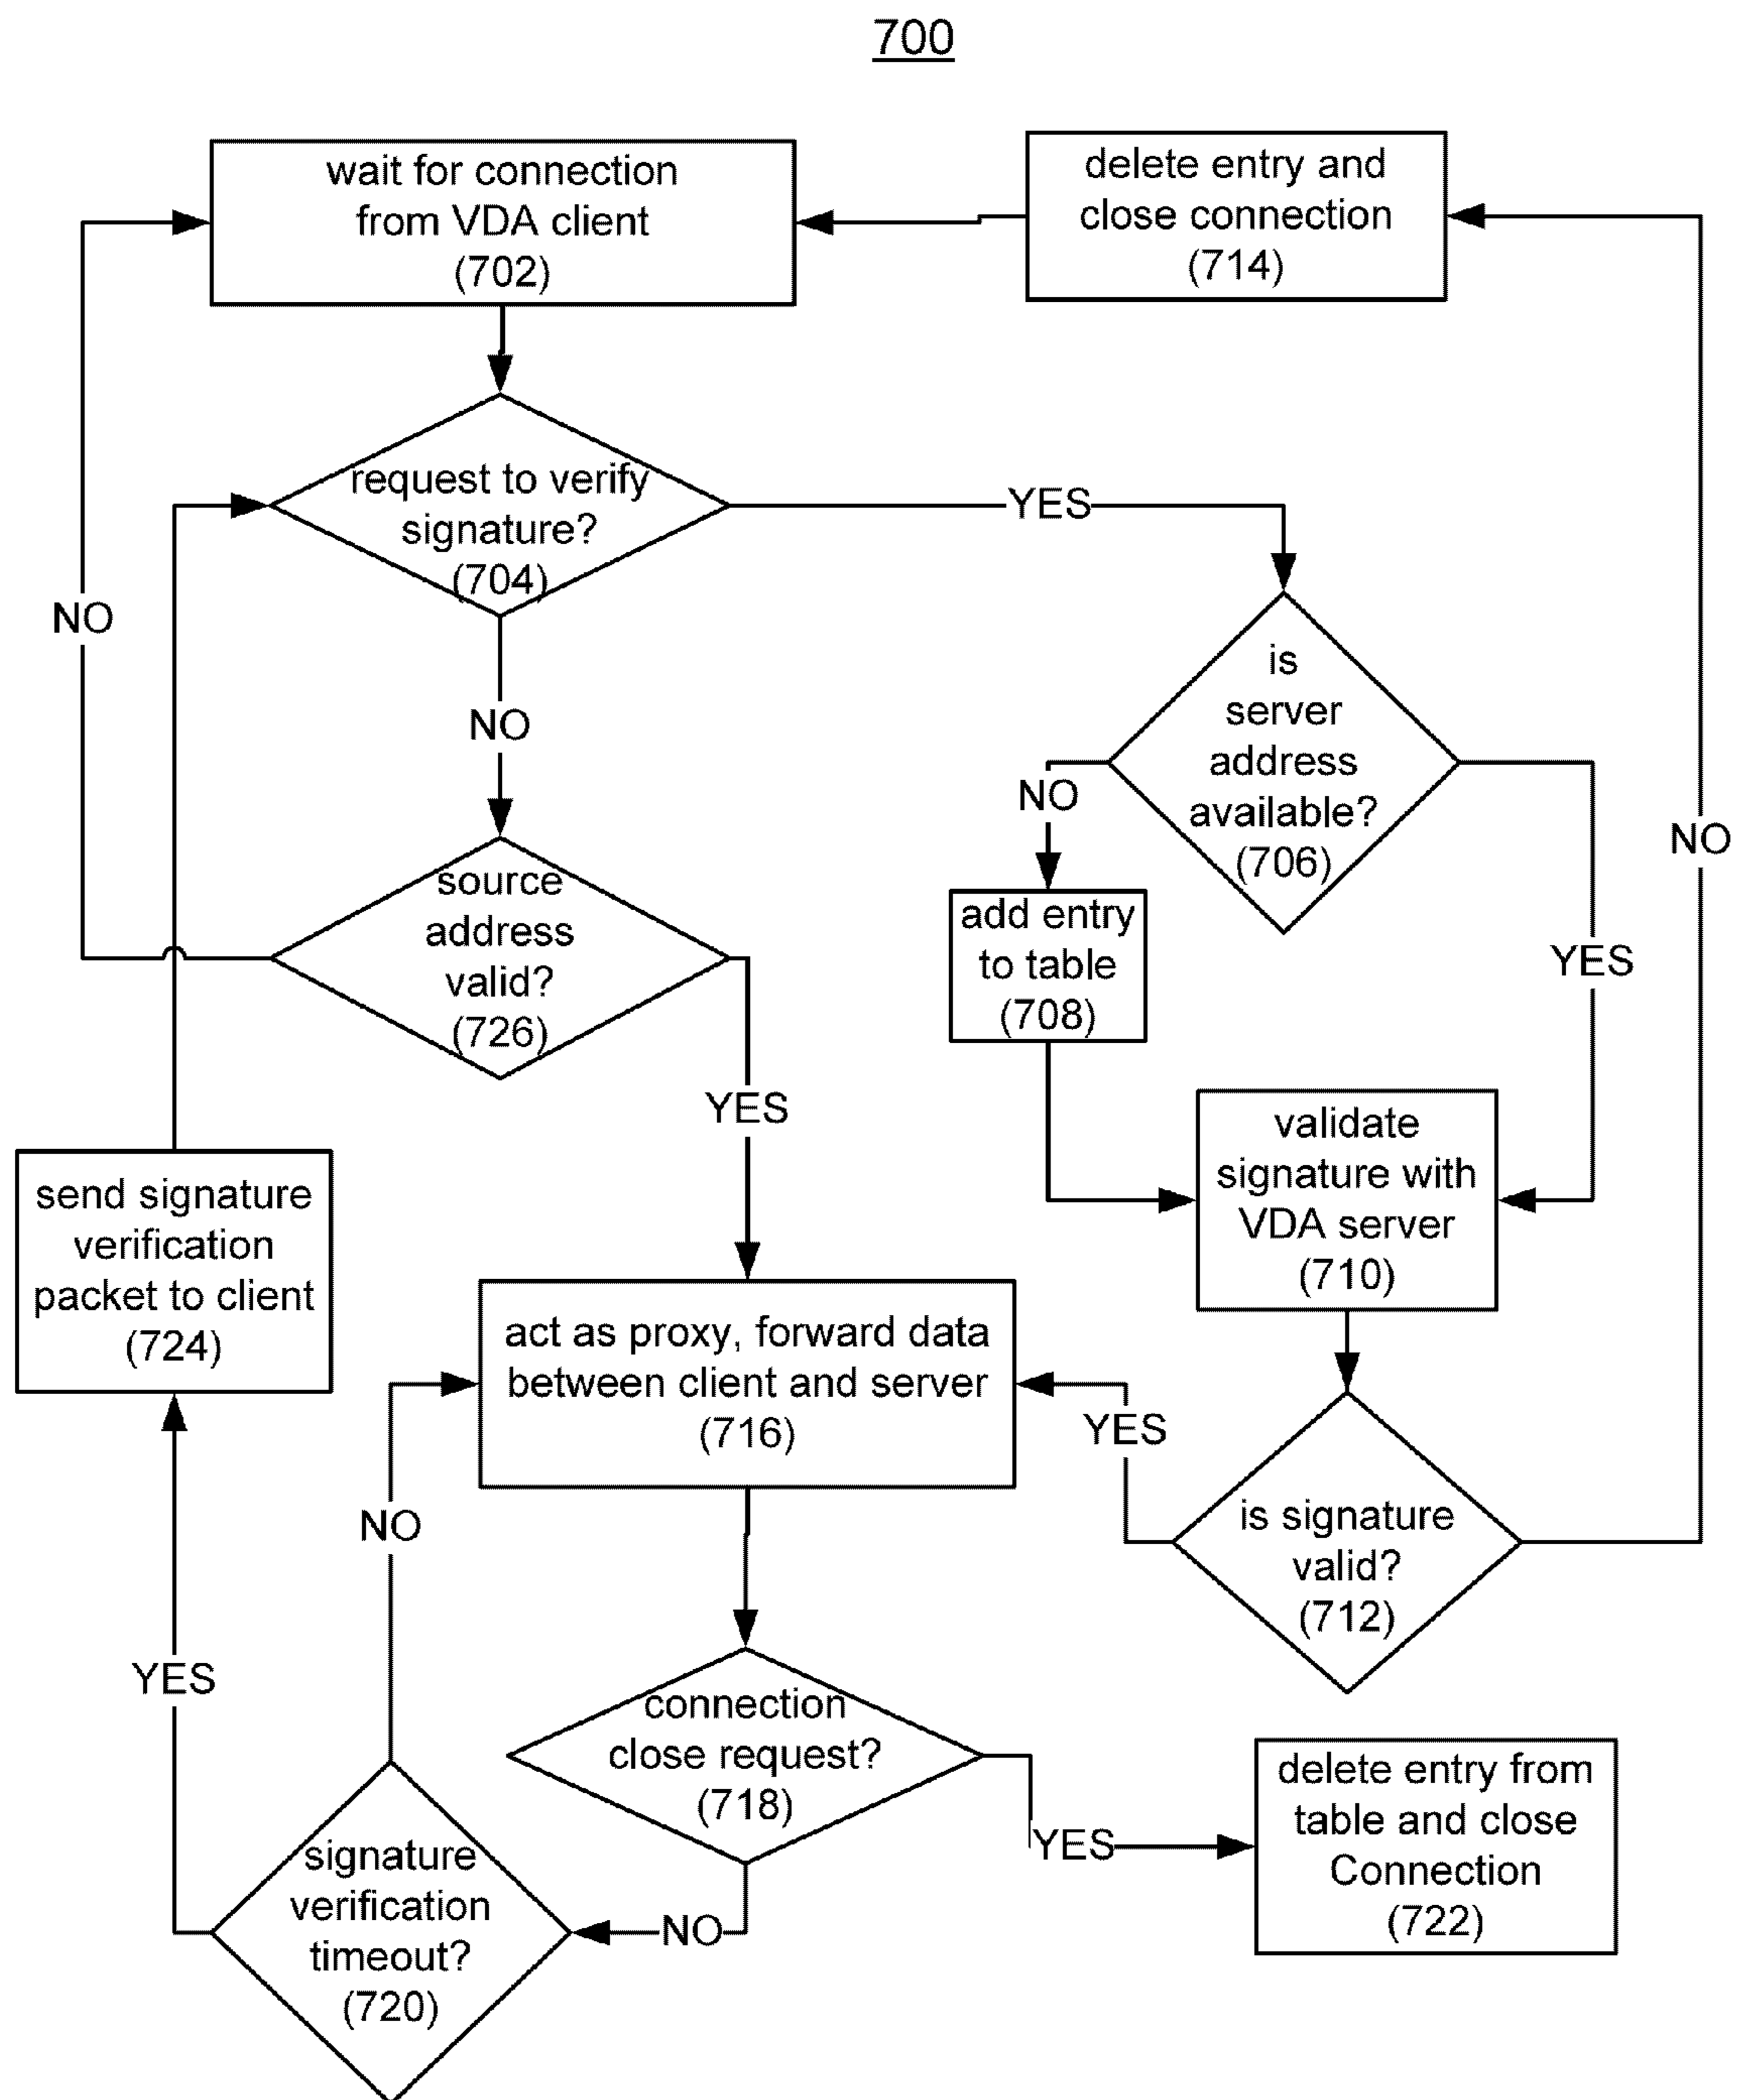 700
wait for connection
from VDA client
(702)
delete entry and
close connection
(714)
request to verify
signature?
(704)
YES
NO
NO
is
server
address
available?
(706)
NO
YES
NO
source
address
valid?
(726)
YES
add entry
to table
(708)
validate
signature with
VDA server
(710)
send signature
verification
packet to client
(724)
act as proxy, forward data
between client and server
(716)
YES
is signature
valid?
(712)
NO
YES
connection
close request?
(718)
YES
delete entry from
table and close
Connection
(722)
NO
signature
verification
timeout?
(720)